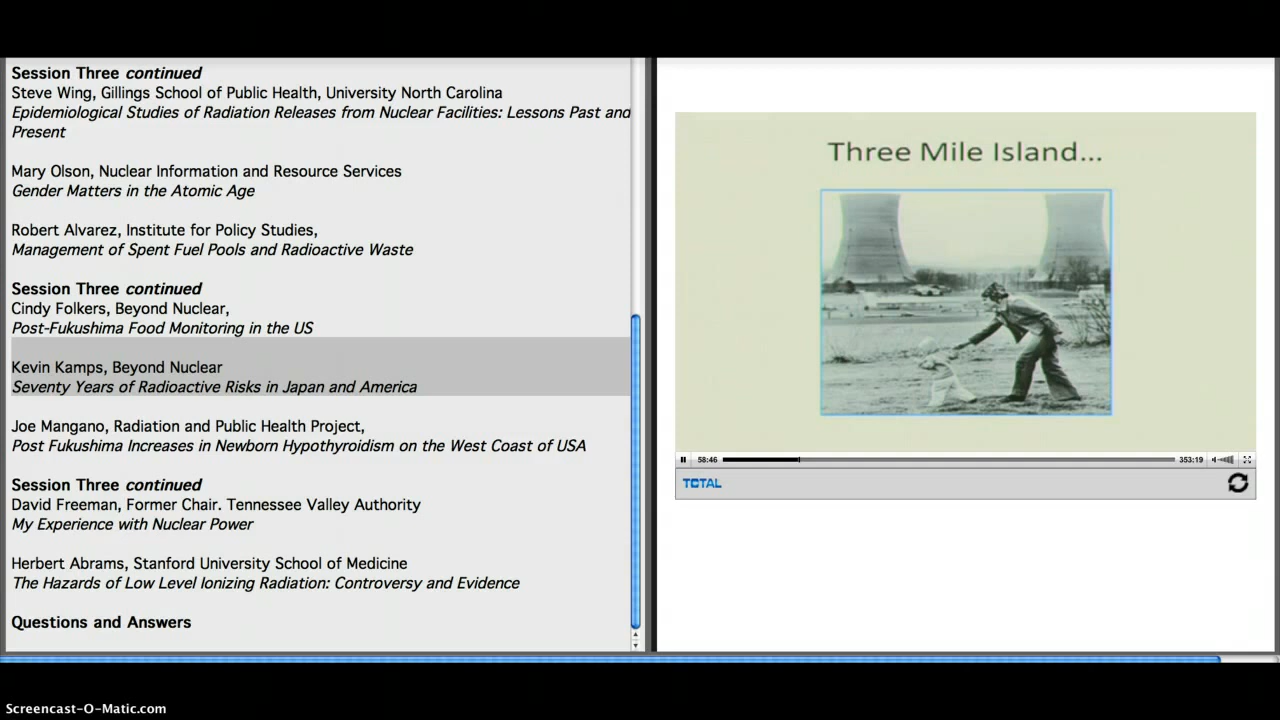 Session Three continued
Steve Wing, Gillings School of Public Health, University North Carolina
Epidemiological Studies of Radiation Releases from Nuclear Facilities: Lessons Past and
Present
Mary Olson, Nuclear Information and Resource Services
Gender Matters in the Atomic Age
Robert Alvarez, Institute for Policy Studies,
Management of Spent Fuel Pools and Radioactive Waste
Session Three continued
Cindy Folkers, Beyond Nuclear,
Post-Fukushima Food Monitoring in the US
Kevin Kamps, Beyond Nuclear
Seventy Years of Radioactive Risks in Japan and America
Joe Mangano, Radiation and Public Health Project,
Post Fukushima Increases in Newborn Hypothyroidism on the West Coast of USA
Session Three continued
David Freeman, Former Chair. Tennessee Valley Authority
My Experience with Nuclear Power
Herbert Abrams, Stanford University School of Medicine
The Hazards of Low Level Ionizing Radiation: Controversy and Evidence
Questions and Answers
Three Mile Island...
58:46
353:19
TOTAL
Screencast-O-Matic.com